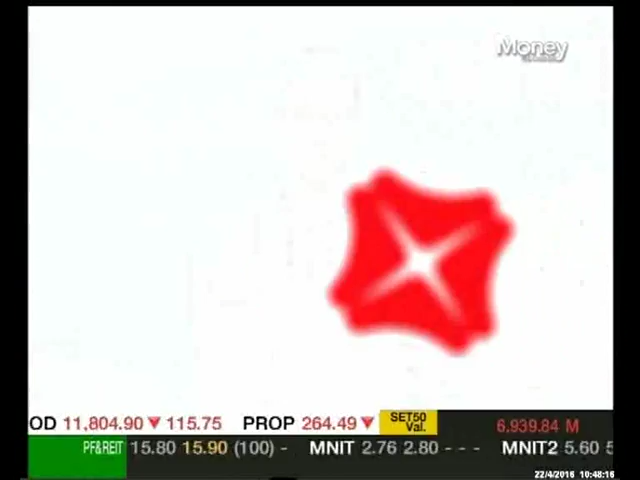 Money
OD 11,804.90 ▼ 115.75 PROP 264.49 ▼ SET50 Val. 6,939.84 M
PF&REIT 15.80 15.90 (100) - MNIT 2.76 2.80 - - - MNIT2 5.60 5
22/4/2016 10:48:16